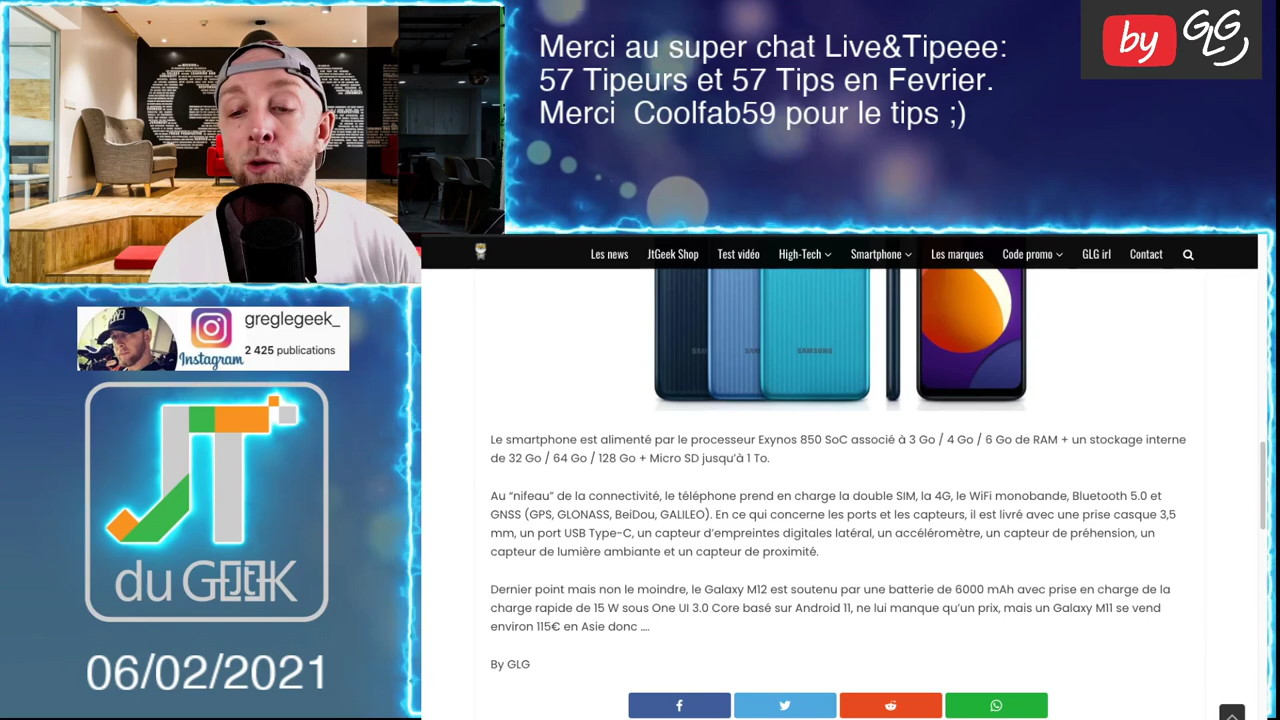 Merci au super chat Live&Tipeee:
57 Tipeurs et 57 Tips en Fevrier.
Merci Coolfab59 pour le tips ;)
by GLG
Les news JtGeek Shop Test vidéo High-Tech Smartphone Les marques Code promo GLG irl Contact
greglegeek_
2 425 publications
Instagram
SAMSUNG
JT
du GEEK
06/02/2021
Le smartphone est alimenté par le processeur Exynos 850 SoC associé à 3 Go / 4 Go / 6 Go de RAM + un stockage interne
de 32 Go / 64 Go / 128 Go + Micro SD jusqu'à 1 To.
Au “nifeau” de la connectivité, le téléphone prend en charge la double SIM, la 4G, le WiFi monobande, Bluetooth 5.0 et
GNSS (GPS, GLONASS, BeiDou, GALILEO). En ce qui concerne les ports et les capteurs, il est livré avec une prise casque 3,5
mm, un port USB Type-C, un capteur d'empreintes digitales latéral, un accéléromètre, un capteur de préhension, un
capteur de lumière ambiante et un capteur de proximité.
Dernier point mais non le moindre, le Galaxy M12 est soutenu par une batterie de 6000 mAh avec prise en charge de la
charge rapide de 15 W sous One UI 3.0 Core basé sur Android 11, ne lui manque qu'un prix, mais un Galaxy M11 se vend
environ 115€ en Asie donc ....
By GLG